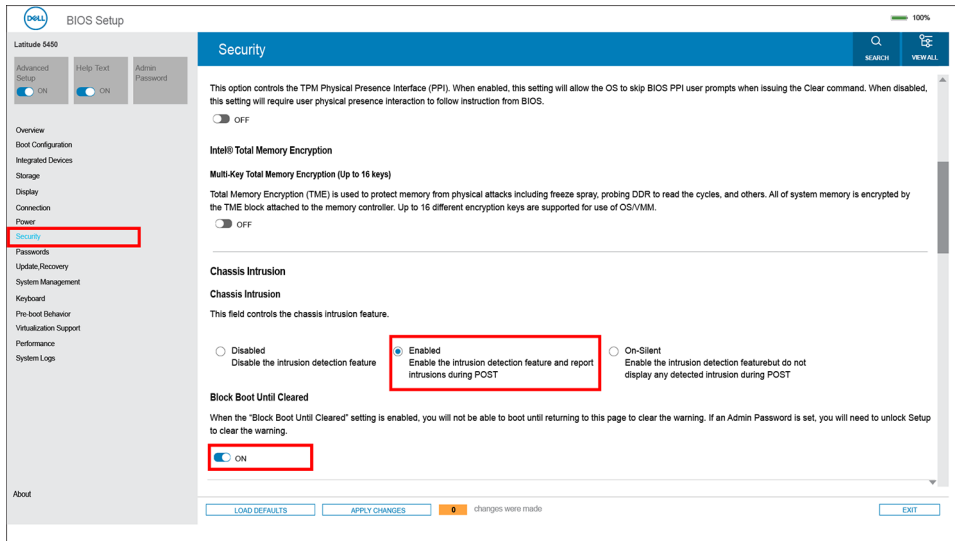 DELL
BIOS Setup
100%
Latitude 5450
Advanced
Setup
ON
Help Text
ON
Admin
Password
Security
SEARCH
VIEW ALL
Overview
Boot Configuration
Integrated Devices
Storage
Display
Connection
Power
Security
Passwords
Update,Recovery
System Management
Keyboard
Pre-boot Behavior
Virtualization Support
Performance
System Logs
About
This option controls the TPM Physical Presence Interface (PPI). When enabled, this setting will allow the OS to skip BIOS PPI user prompts when issuing the Clear command. When disabled,
this setting will require user physical presence interaction to follow instruction from BIOS.
OFF
Intel® Total Memory Encryption
Multi-Key Total Memory Encryption (Up to 16 keys)
Total Memory Encryption (TME) is used to protect memory from physical attacks including freeze spray, probing DDR to read the cycles, and others. All of system memory is encrypted by
the TME block attached to the memory controller. Up to 16 different encryption keys are supported for use of OS/VMM.
OFF
Chassis Intrusion
Chassis Intrusion
This field controls the chassis intrusion feature.
Disabled
Disable the intrusion detection feature
Enabled
Enable the intrusion detection feature and report
intrusions during POST
On-Silent
Enable the intrusion detection featurebut do not
display any detected intrusion during POST
Block Boot Until Cleared
When the “Block Boot Until Cleared” setting is enabled, you will not be able to boot until returning to this page to clear the warning. If an Admin Password is set, you will need to unlock Setup
to clear the warning.
ON
LOAD DEFAULTS
APPLY CHANGES
0
changes were made
EXIT